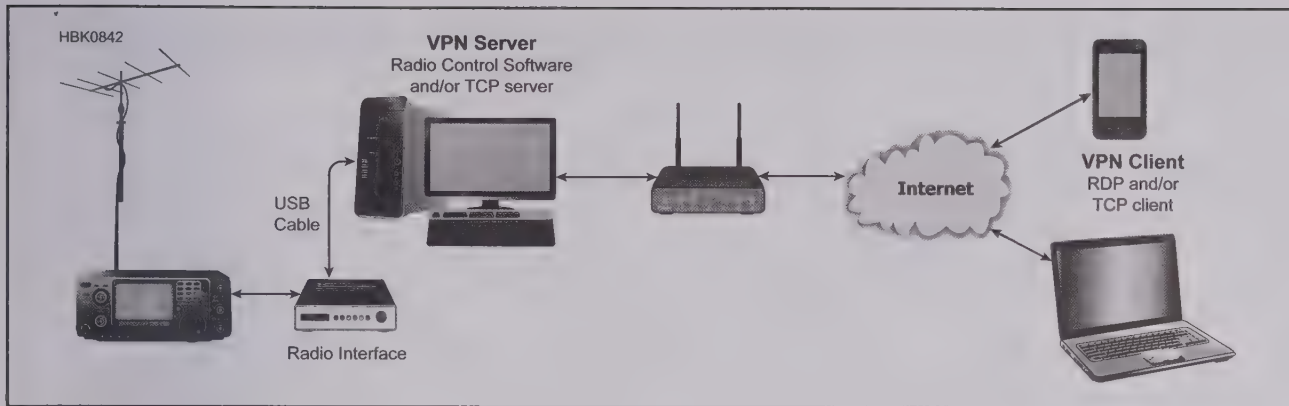 HBK0842
VPN Server
Radio Control Software
and/or TCP server
USB
Cable
Radio Interface
Internet
VPN Client
RDP and/or
TCP client